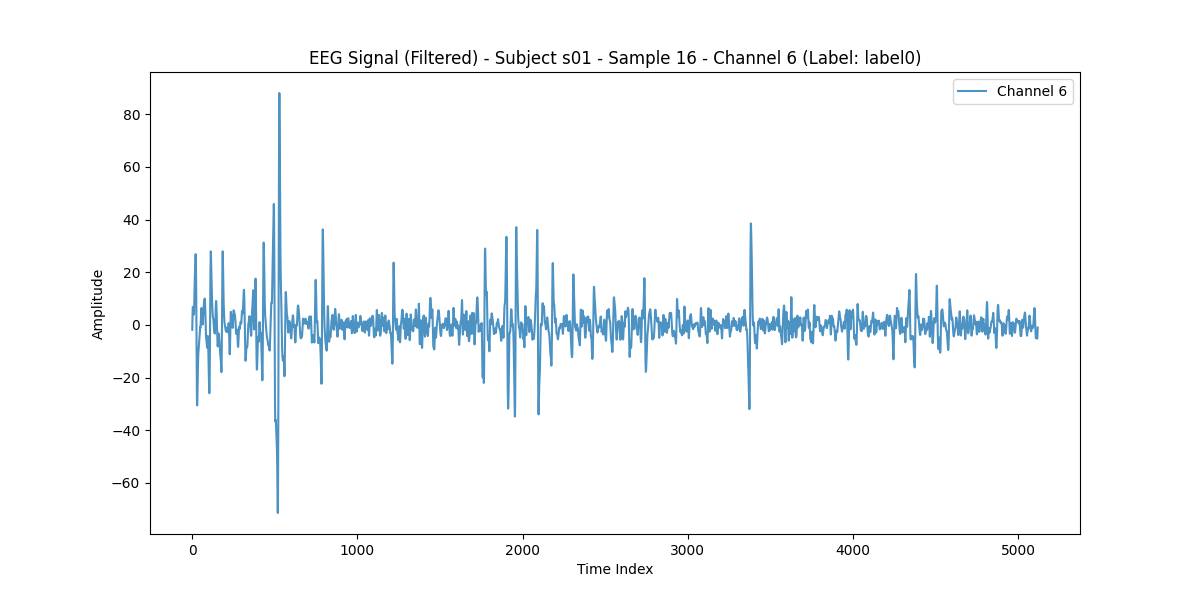 EEG Signal (Filtered) - Subject s01 - Sample 16 - Channel 6 (Label: label0)
Channel 6
80
60
40
20
0
−20
−40
−60
Amplitude
0 1000 2000 3000 4000 5000
Time Index